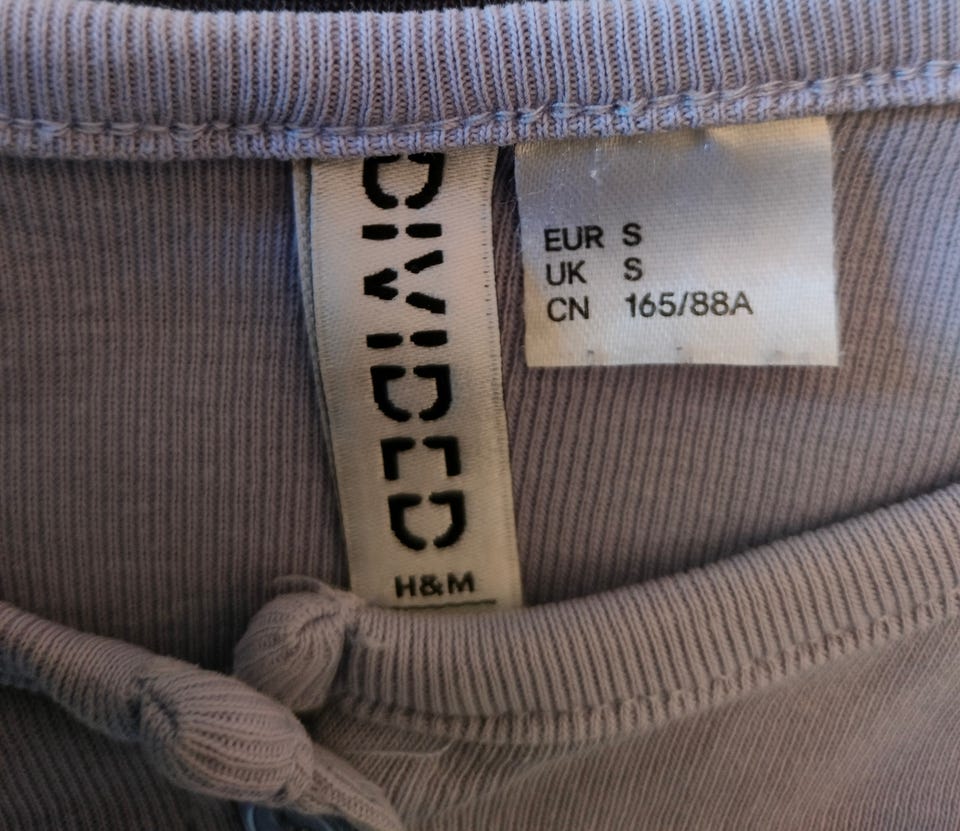 DIVIDED
H&M
EUR S
UK S
CN 165/88A